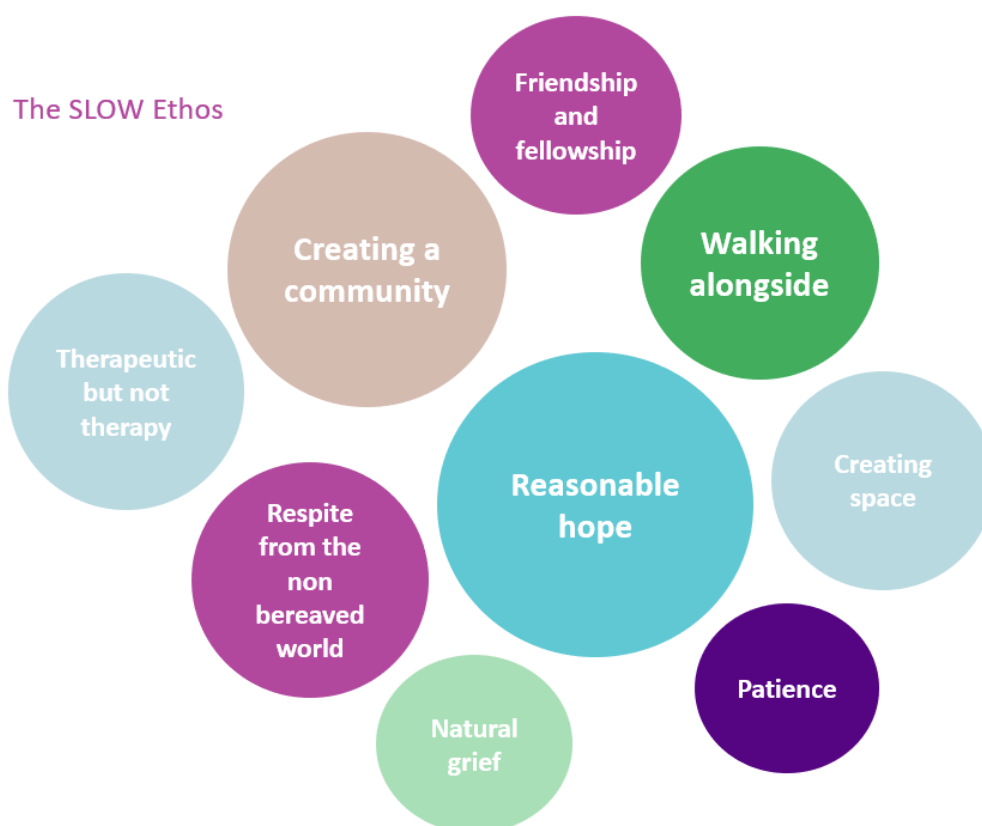 The SLOW Ethos
Friendship
and
fellowship
Creating a
community
Walking
alongside
Therapeutic
but not
therapy
Reasonable
hope
Creating
space
Respite
from the
non
bereaved
world
Patience
Natural
grief